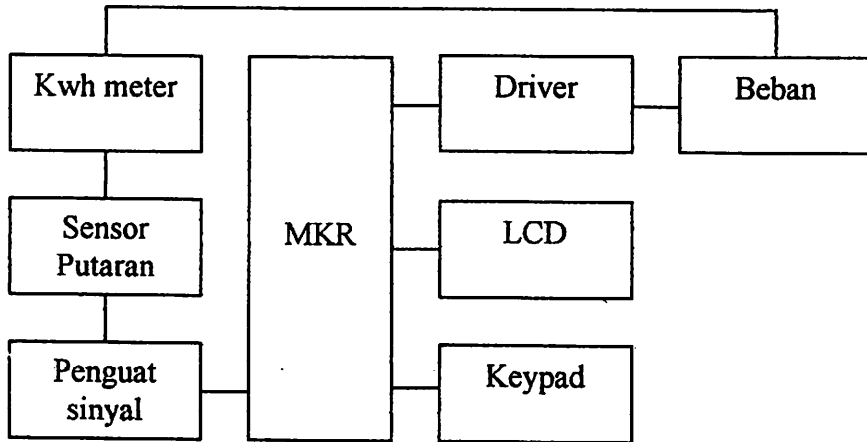 Kwh meter
Driver
Beban
Sensor
Putaran
MKR
LCD
Penguat
sinyal
Keypad